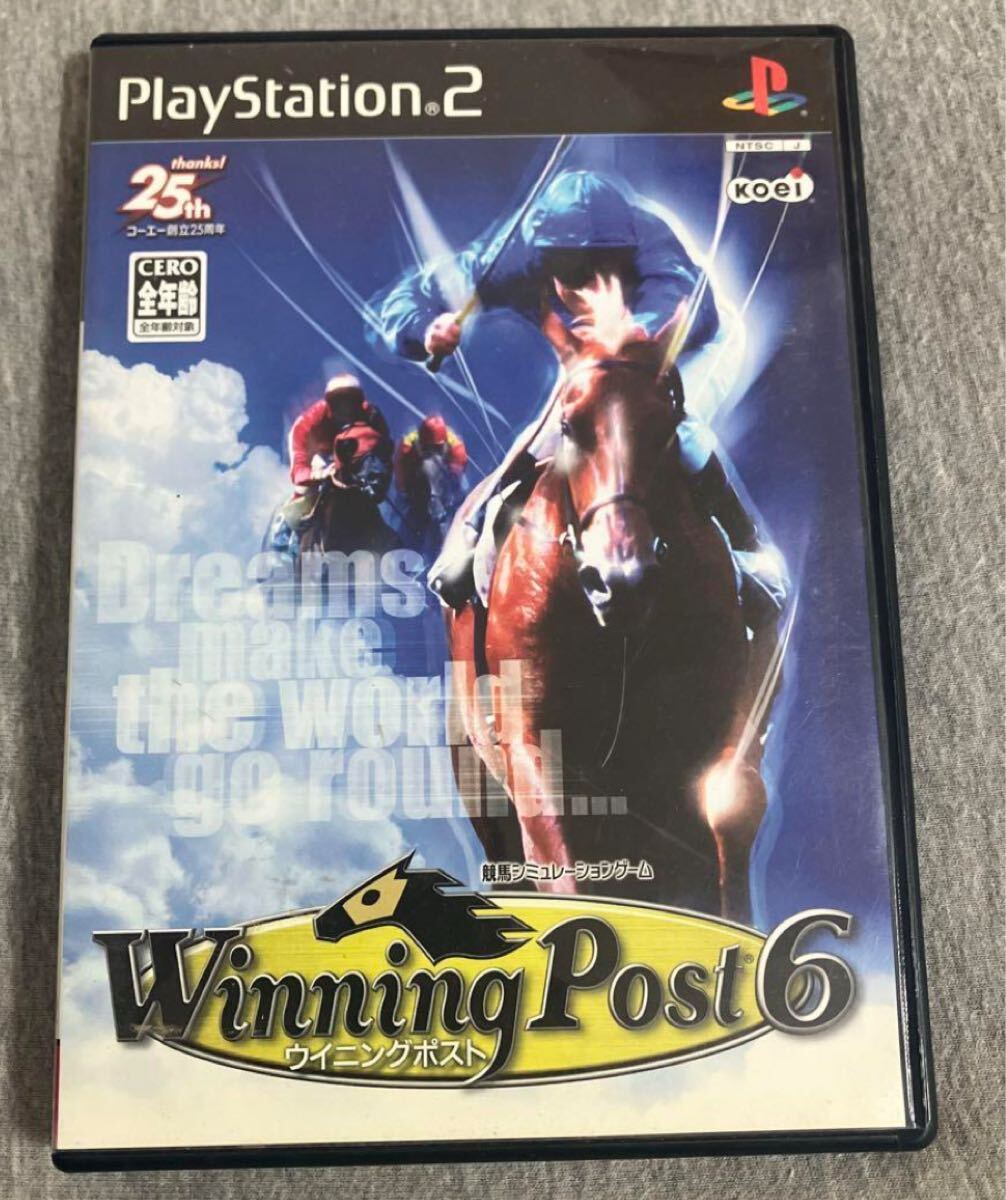 PlayStation®2
NTSC J
thanks!
25th
コーエー創立25周年
KOEI
CERO
全年齢
全年齢対象
Dreams
make
the world
go round...
競馬シミュレーションゲーム
Winning Post® 6
ウイニングポスト